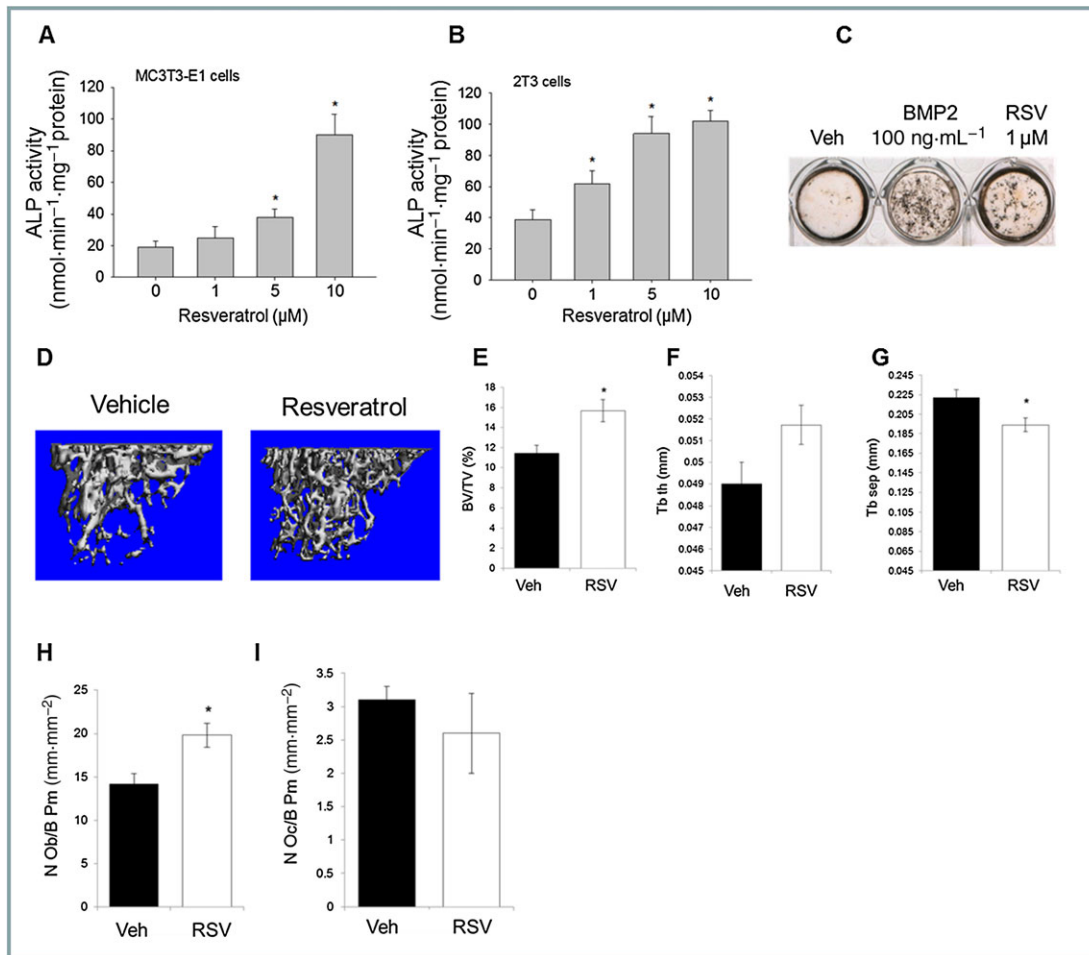 A
MC3T3-E1 cells
ALP activity
(nmol·min⁻¹·mg⁻¹ protein)
120
100
80
60
40
20
0
*
*
0 1 5 10
Resveratrol (µM)
B
2T3 cells
ALP activity
(nmol·min⁻¹·mg⁻¹ protein)
120
100
80
60
40
20
0
*
*
*
0 1 5 10
Resveratrol (µM)
C
BMP2 RSV
Veh 100 ng·mL⁻¹ 1 µM
D
Vehicle Resveratrol
E
BV/TV (%)
18
16
14
12
10
8
6
4
2
0
*
Veh RSV
F
Tb th (mm)
0.054
0.053
0.052
0.051
0.050
0.049
0.048
0.047
0.046
0.045
Veh RSV
G
Tb sep (mm)
0.245
0.225
0.205
0.185
0.165
0.145
0.125
0.105
0.085
0.065
0.045
*
Veh RSV
H
N Ob/B Pm (mm·mm⁻²)
25
20
15
10
5
0
*
Veh RSV
I
N Oc/B Pm (mm·mm⁻²)
3.5
3
2.5
2
1.5
1
0.5
0
Veh RSV